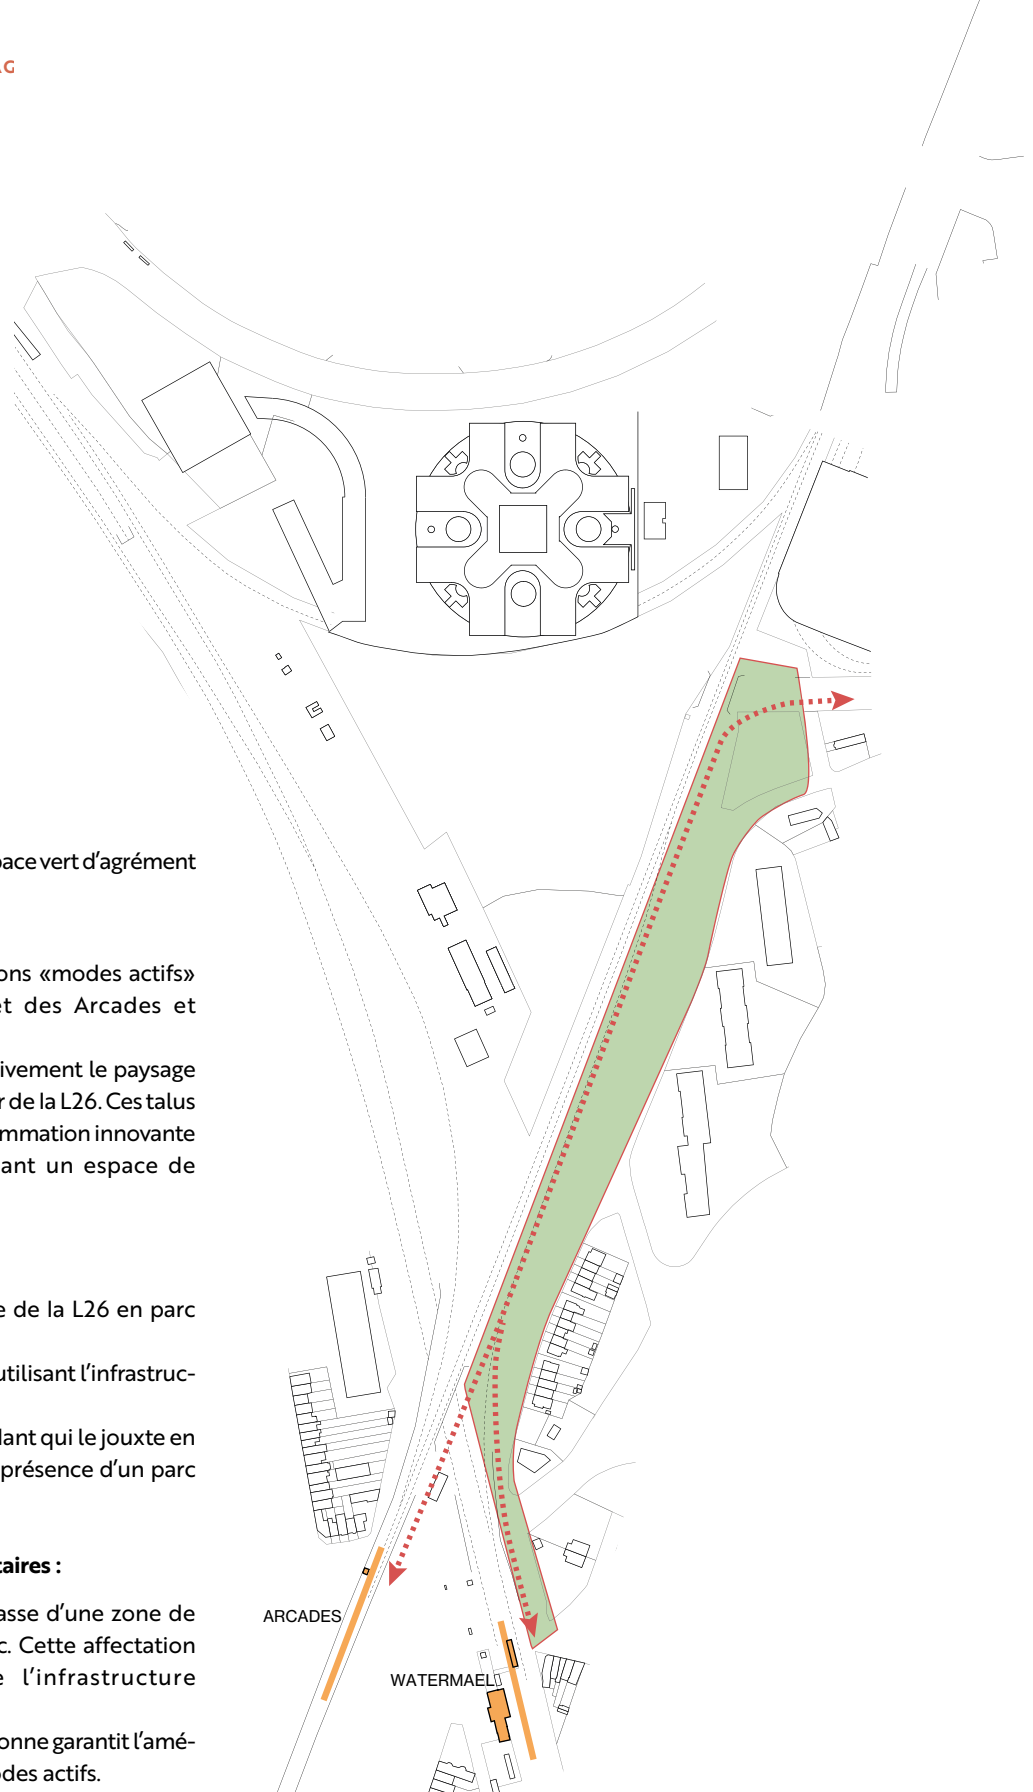 AG
pace vert d’agrément
ons «modes actifs»
et des Arcades et
ivement le paysage
r de la L26. Ces talus
mmation innovante
ant un espace de
e de la L26 en parc
utilisant l’infrastruc-
lant qui le jouxte en
présence d’un parc
taires :
asse d’une zone de
c. Cette affectation
e l’infrastructure
onne garantit l’amé-
odes actifs.
ARCADES
WATERMAEL